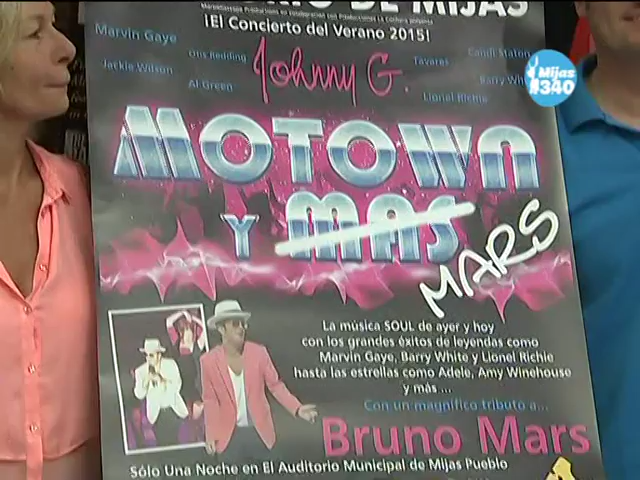 DE MIJAS
¡El Concierto del Verano 2015!
Marvin Gaye
Otis Redding
Johnny G.
Tavares
Candi Staton
Jackie Wilson
Al Green
Barry
Lionel Richie
Mijas
340
MOTOWN
Y MAS
MARS
La música SOUL de ayer y hoy
con los grandes éxitos de leyendas como
Marvin Gaye, Barry White y Lionel Richie
hasta las estrellas como Adele, Amy Winehouse
y más ...
Con un magnífico tributo a...
Bruno Mars
Sólo Una Noche en El Auditorio Municipal de Mijas Pueblo